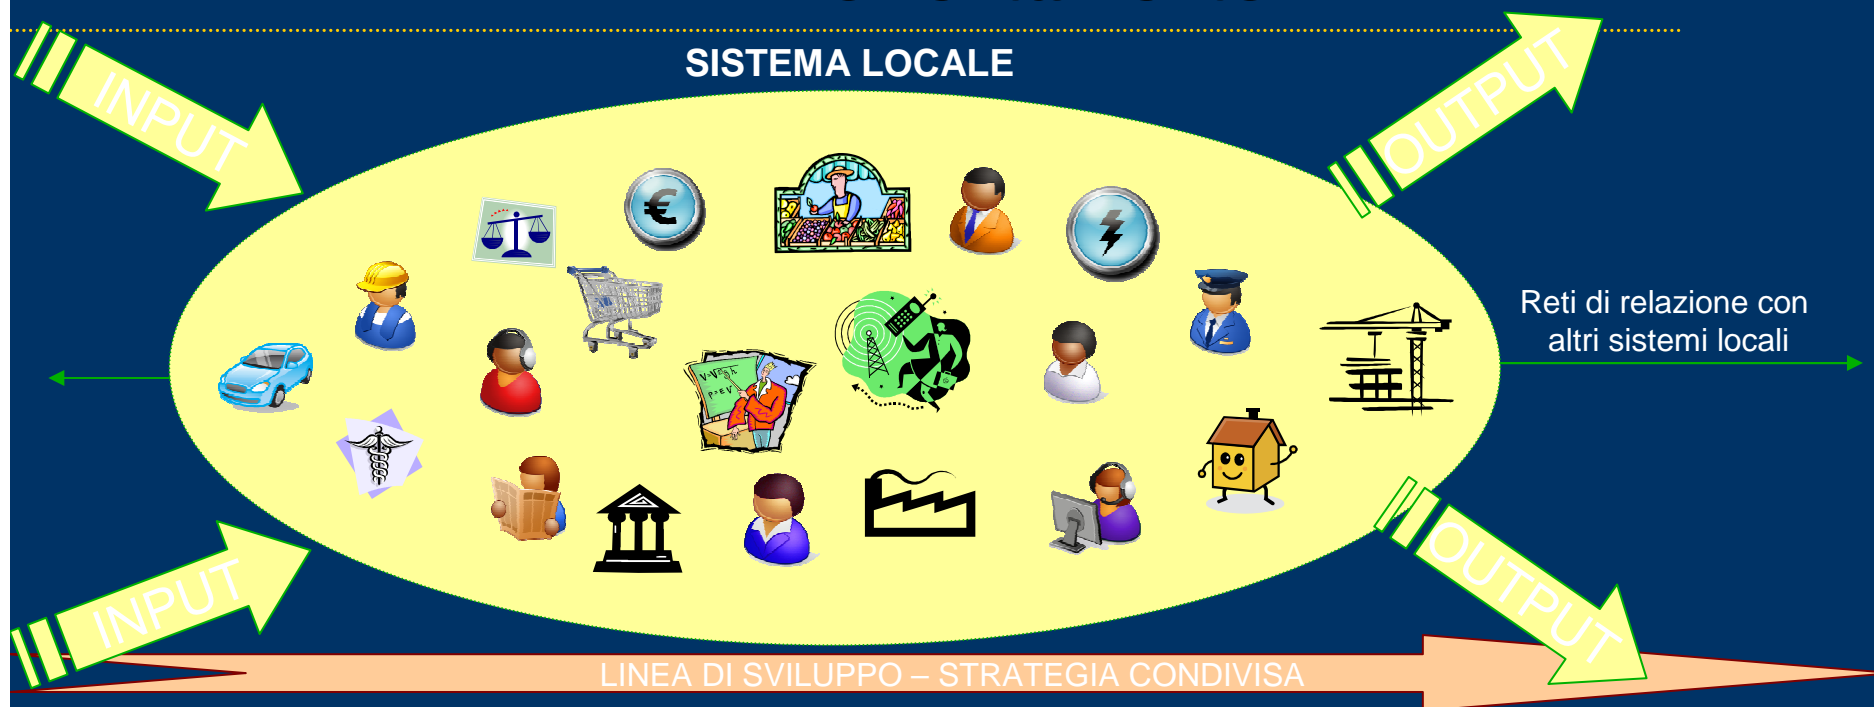 SISTEMA LOCALE
INPUT
OUTPUT
€
Reti di relazione con
altri sistemi locali
INPUT
OUTPUT
LINEA DI SVILUPPO – STRATEGIA CONDIVISA